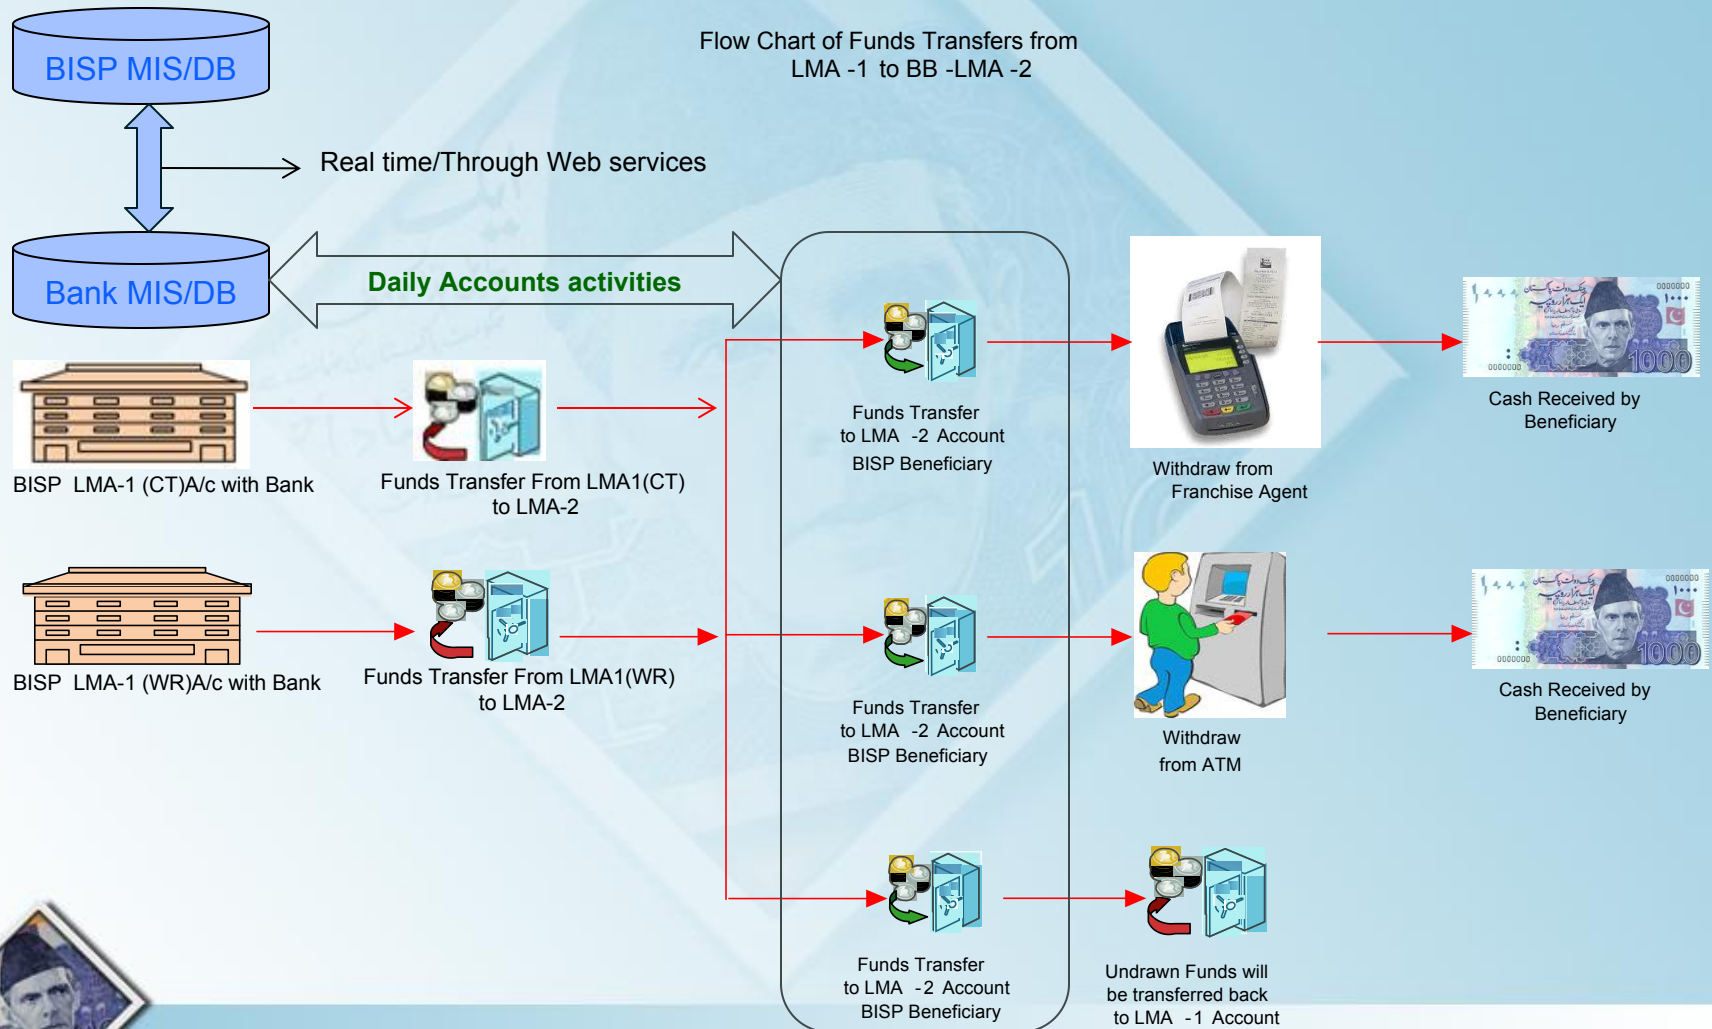 Flow Chart of Funds Transfers from
LMA -1 to BB -LMA -2
BISP MIS/DB
Real time/Through Web services
Bank MIS/DB
Daily Accounts activities
BISP LMA-1 (CT)A/c with Bank
Funds Transfer From LMA1(CT)
to LMA-2
Funds Transfer
to LMA -2 Account
BISP Beneficiary
Withdraw from
Franchise Agent
1000
Cash Received by
Beneficiary
BISP LMA-1 (WR)A/c with Bank
Funds Transfer From LMA1(WR)
to LMA-2
Funds Transfer
to LMA -2 Account
BISP Beneficiary
Withdraw
from ATM
1000
Cash Received by
Beneficiary
Funds Transfer
to LMA -2 Account
BISP Beneficiary
Undrawn Funds will
be transferred back
to LMA -1 Account